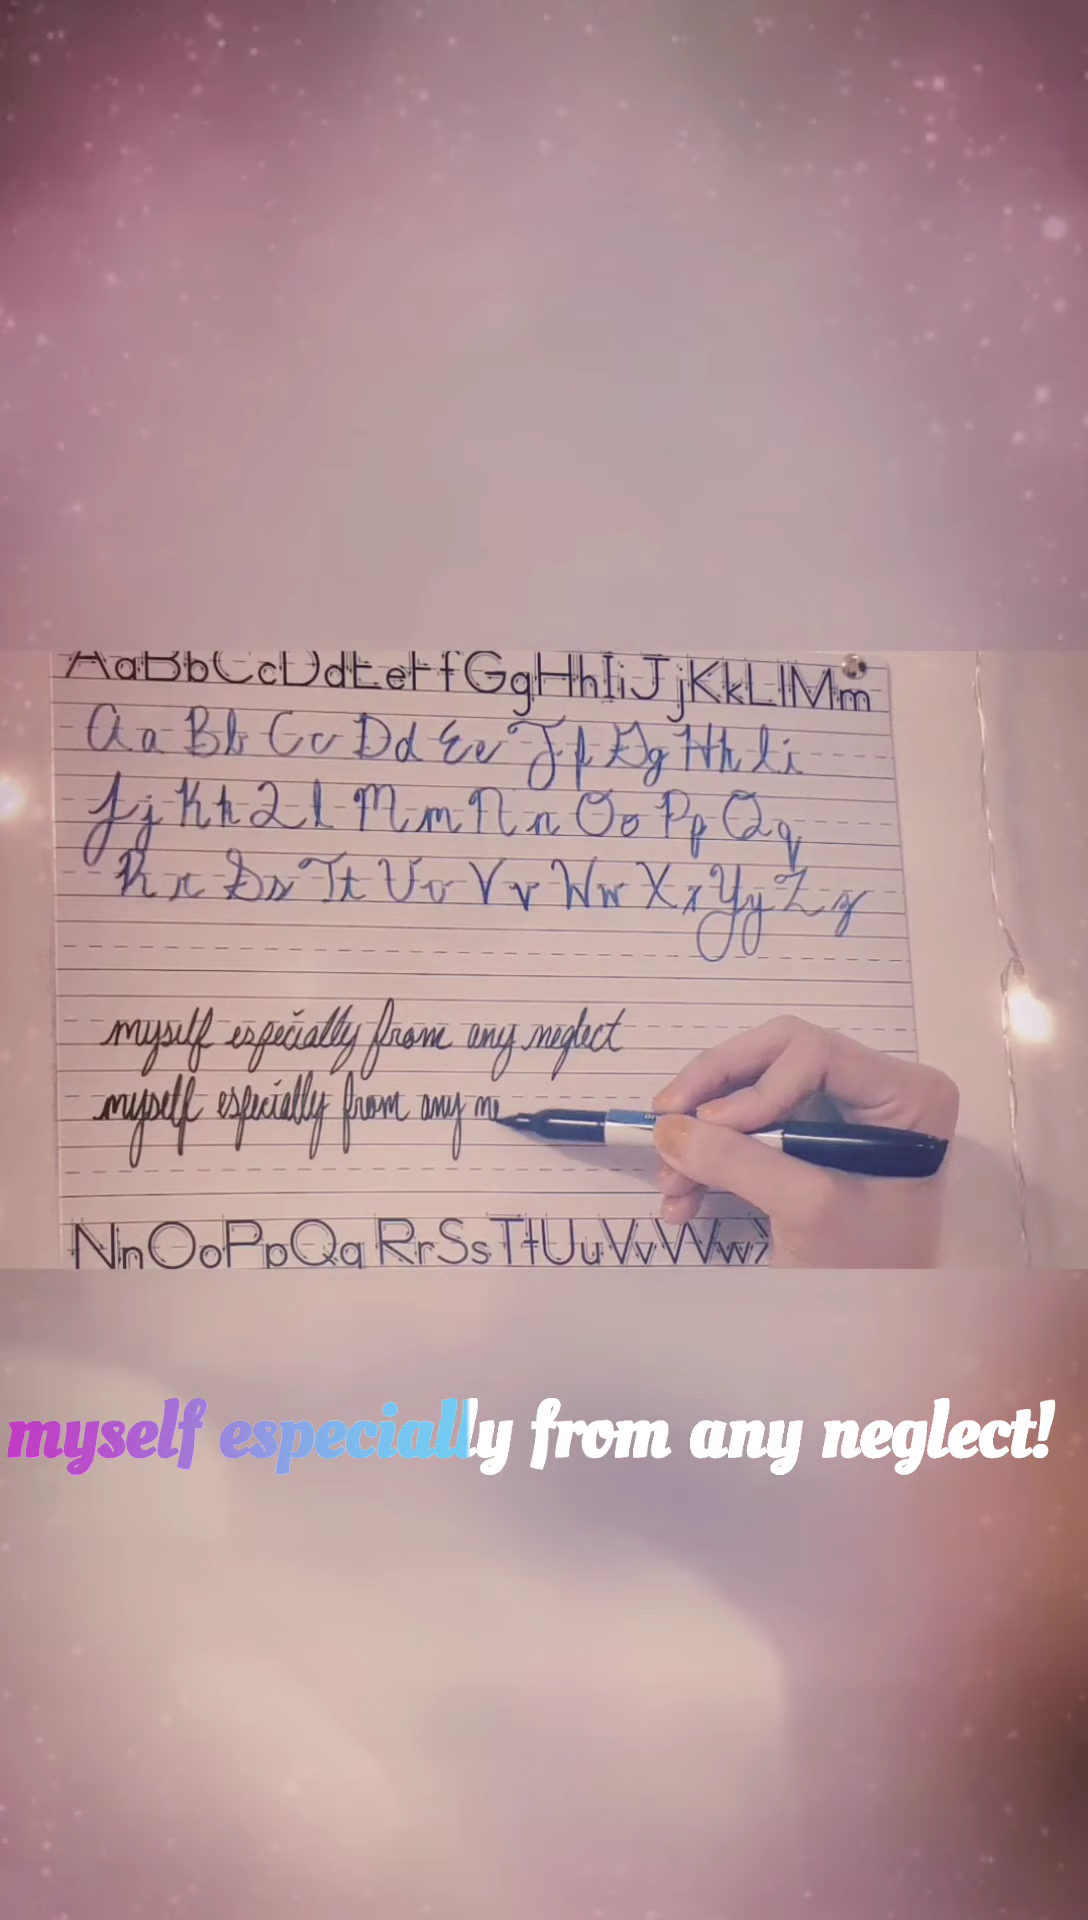 AaBbCcDdEeFfGgHhIiJjKkLlMm
Aa Bb Cc Dd Ee Ff Gg Hh Ii
Jj Kk Ll Mm Nn Oo Pp Qq
Rr Ss Tt Uu Vv Ww Xx Yy Zz
myself especially from any neglect
myself especially from any ne
NnOoPpQqRrSsTtUuVvWw
myself especially from any neglect!